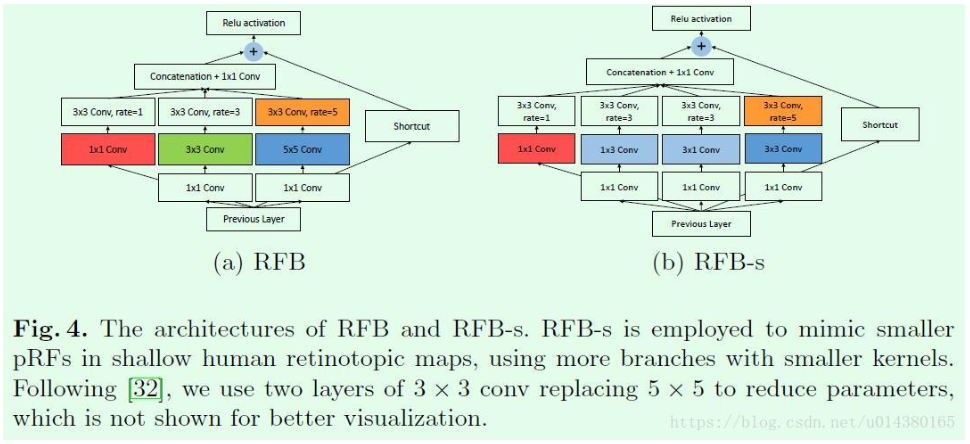 Relu activation
+
Concatenation + 1x1 Conv
3x3 Conv, rate=1
3x3 Conv, rate=3
3x3 Conv, rate=5
Shortcut
1x1 Conv
3x3 Conv
5x5 Conv
1x1 Conv
1x1 Conv
Previous Layer
(a) RFB
Relu activation
+
Concatenation + 1x1 Conv
3x3 Conv,
rate=1
3x3 Conv,
rate=3
3x3 Conv,
rate=3
3x3 Conv,
rate=5
Shortcut
1x1 Conv
1x3 Conv
3x1 Conv
3x3 Conv
1x1 Conv
1x1 Conv
1x1 Conv
Previous Layer
(b) RFB-s
Fig. 4. The architectures of RFB and RFB-s. RFB-s is employed to mimic smaller
pRFs in shallow human retinotopic maps, using more branches with smaller kernels.
Following [32], we use two layers of 3 × 3 conv replacing 5 × 5 to reduce parameters,
which is not shown for better visualization.
https://blog.csdn.net/u014380165